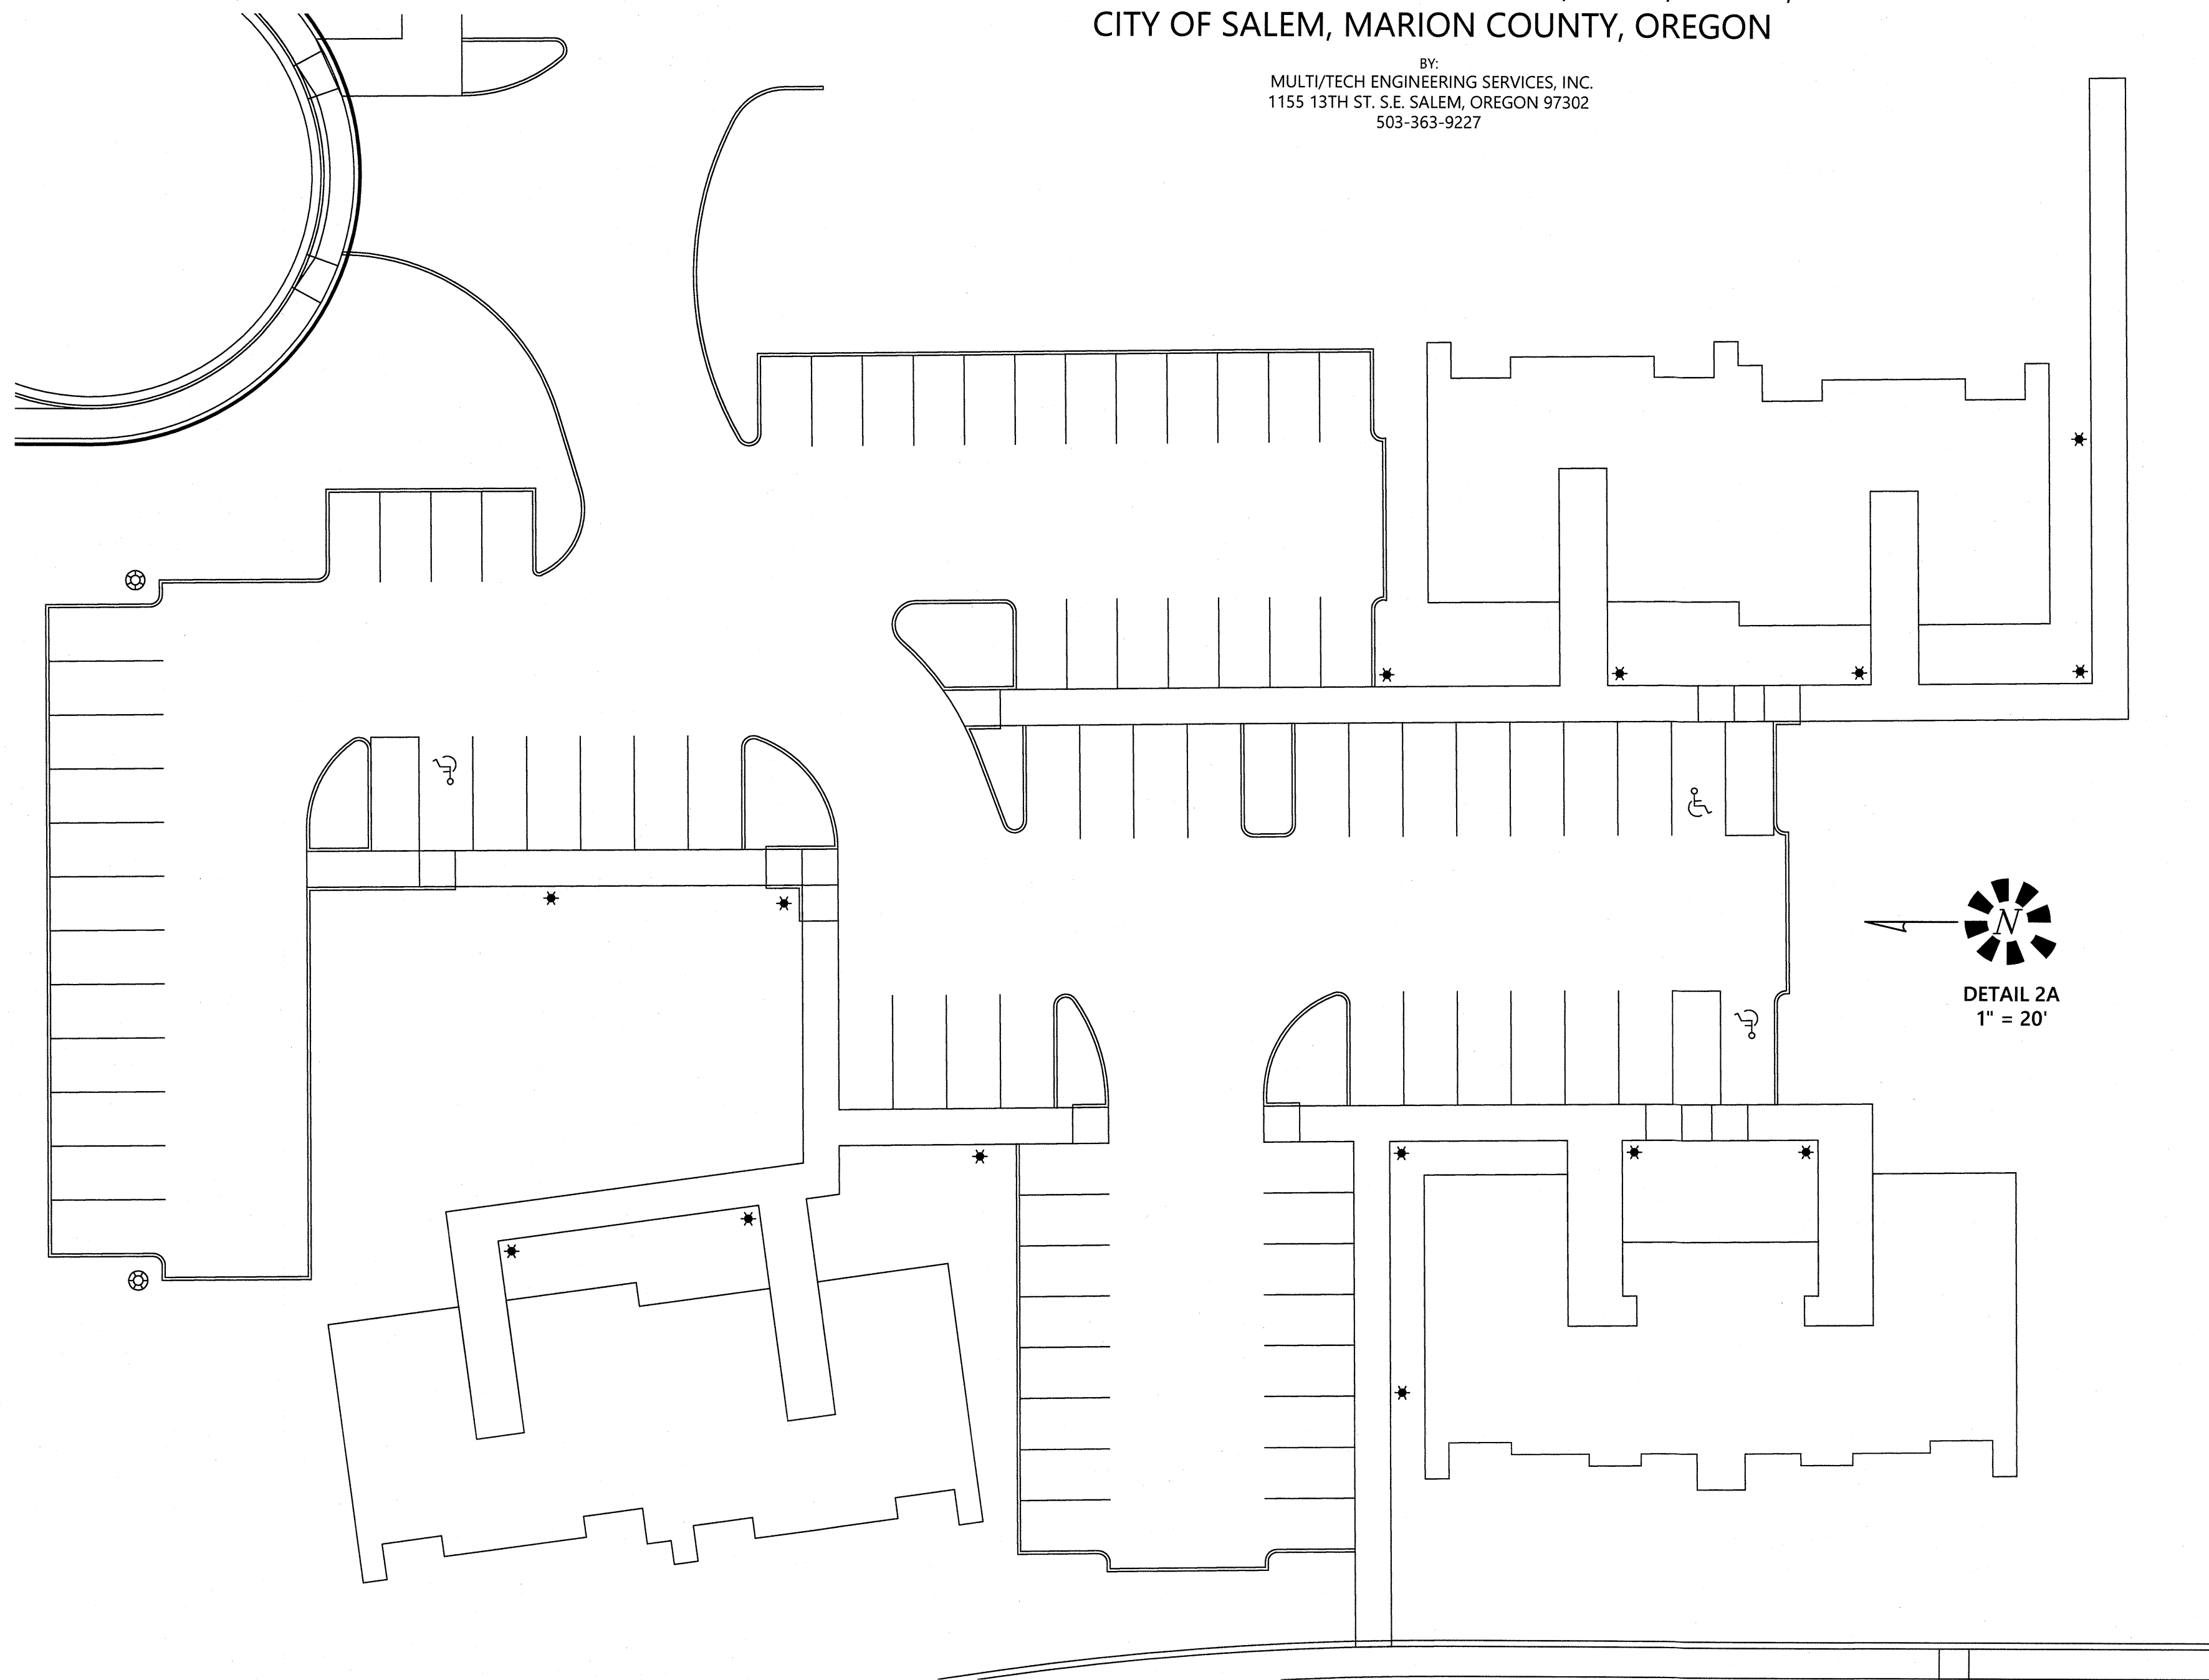 CITY OF SALEM, MARION COUNTY, OREGON
BY:
MULTI/TECH ENGINEERING SERVICES, INC.
1155 13TH ST. S.E. SALEM, OREGON 97302
503-363-9227
N
DETAIL 2A
1" = 20'